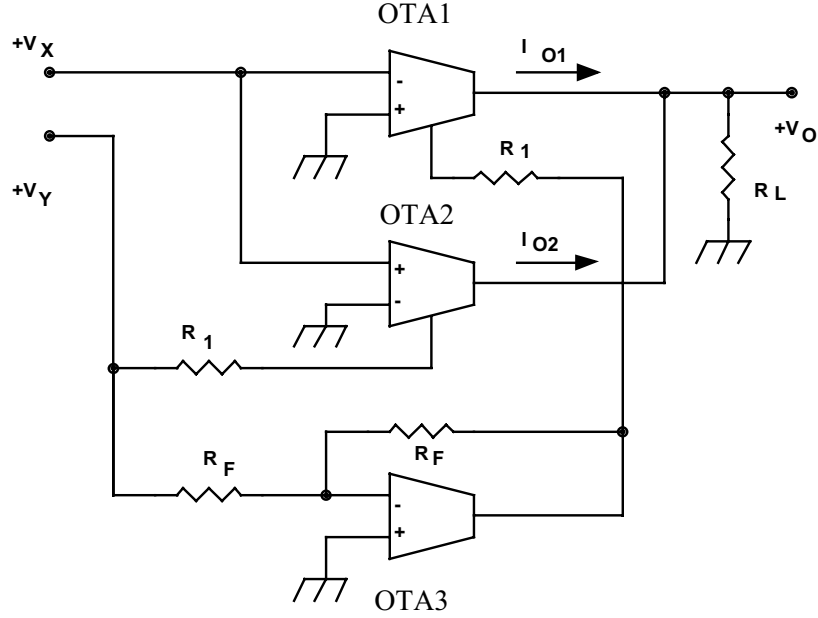 OTA1
+VX
IO1
-
+
+VO
+VY
R1
RL
OTA2
IO2
+
-
R1
RF
RF
-
+
OTA3